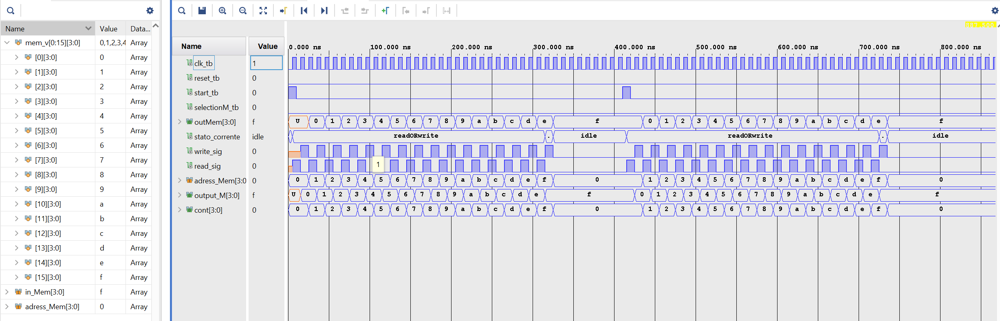 Name Value Data...
mem_v[0:15][3:0] 0,1,2,3,4 Array
[0][3:0] 0 Array
[1][3:0] 1 Array
[2][3:0] 2 Array
[3][3:0] 3 Array
[4][3:0] 4 Array
[5][3:0] 5 Array
[6][3:0] 6 Array
[7][3:0] 7 Array
[8][3:0] 8 Array
[9][3:0] 9 Array
[10][3:0] a Array
[11][3:0] b Array
[12][3:0] c Array
[13][3:0] d Array
[14][3:0] e Array
[15][3:0] f Array
in_Mem[3:0] f Array
adress_Mem[3:0] 0 Array
887.500
Name Value
0.000 ns 100.000 ns 200.000 ns 300.000 ns 400.000 ns 500.000 ns 600.000 ns 700.000 ns 800.000 ns
clk_tb 1
reset_tb 0
start_tb 0
selectionM_tb 0
outMem[3:0] f U 0 1 2 3 4 5 6 7 8 9 a b c d e f 0 1 2 3 4 5 6 7 8 9 a b c d e f
stato_corrente idle readORwrite . idle readORwrite . idle
write_sig 0
read_sig 0 1
adress_Mem[3:0 0 0 1 2 3 4 5 6 7 8 9 a b c d e f 0 1 2 3 4 5 6 7 8 9 a b c d e f 0
output_M[3:0] f U 0 1 2 3 4 5 6 7 8 9 a b c d e f 0 1 2 3 4 5 6 7 8 9 a b c d e f
cont[3:0] 0 0 1 2 3 4 5 6 7 8 9 a b c d e f 0 1 2 3 4 5 6 7 8 9 a b c d e f 0